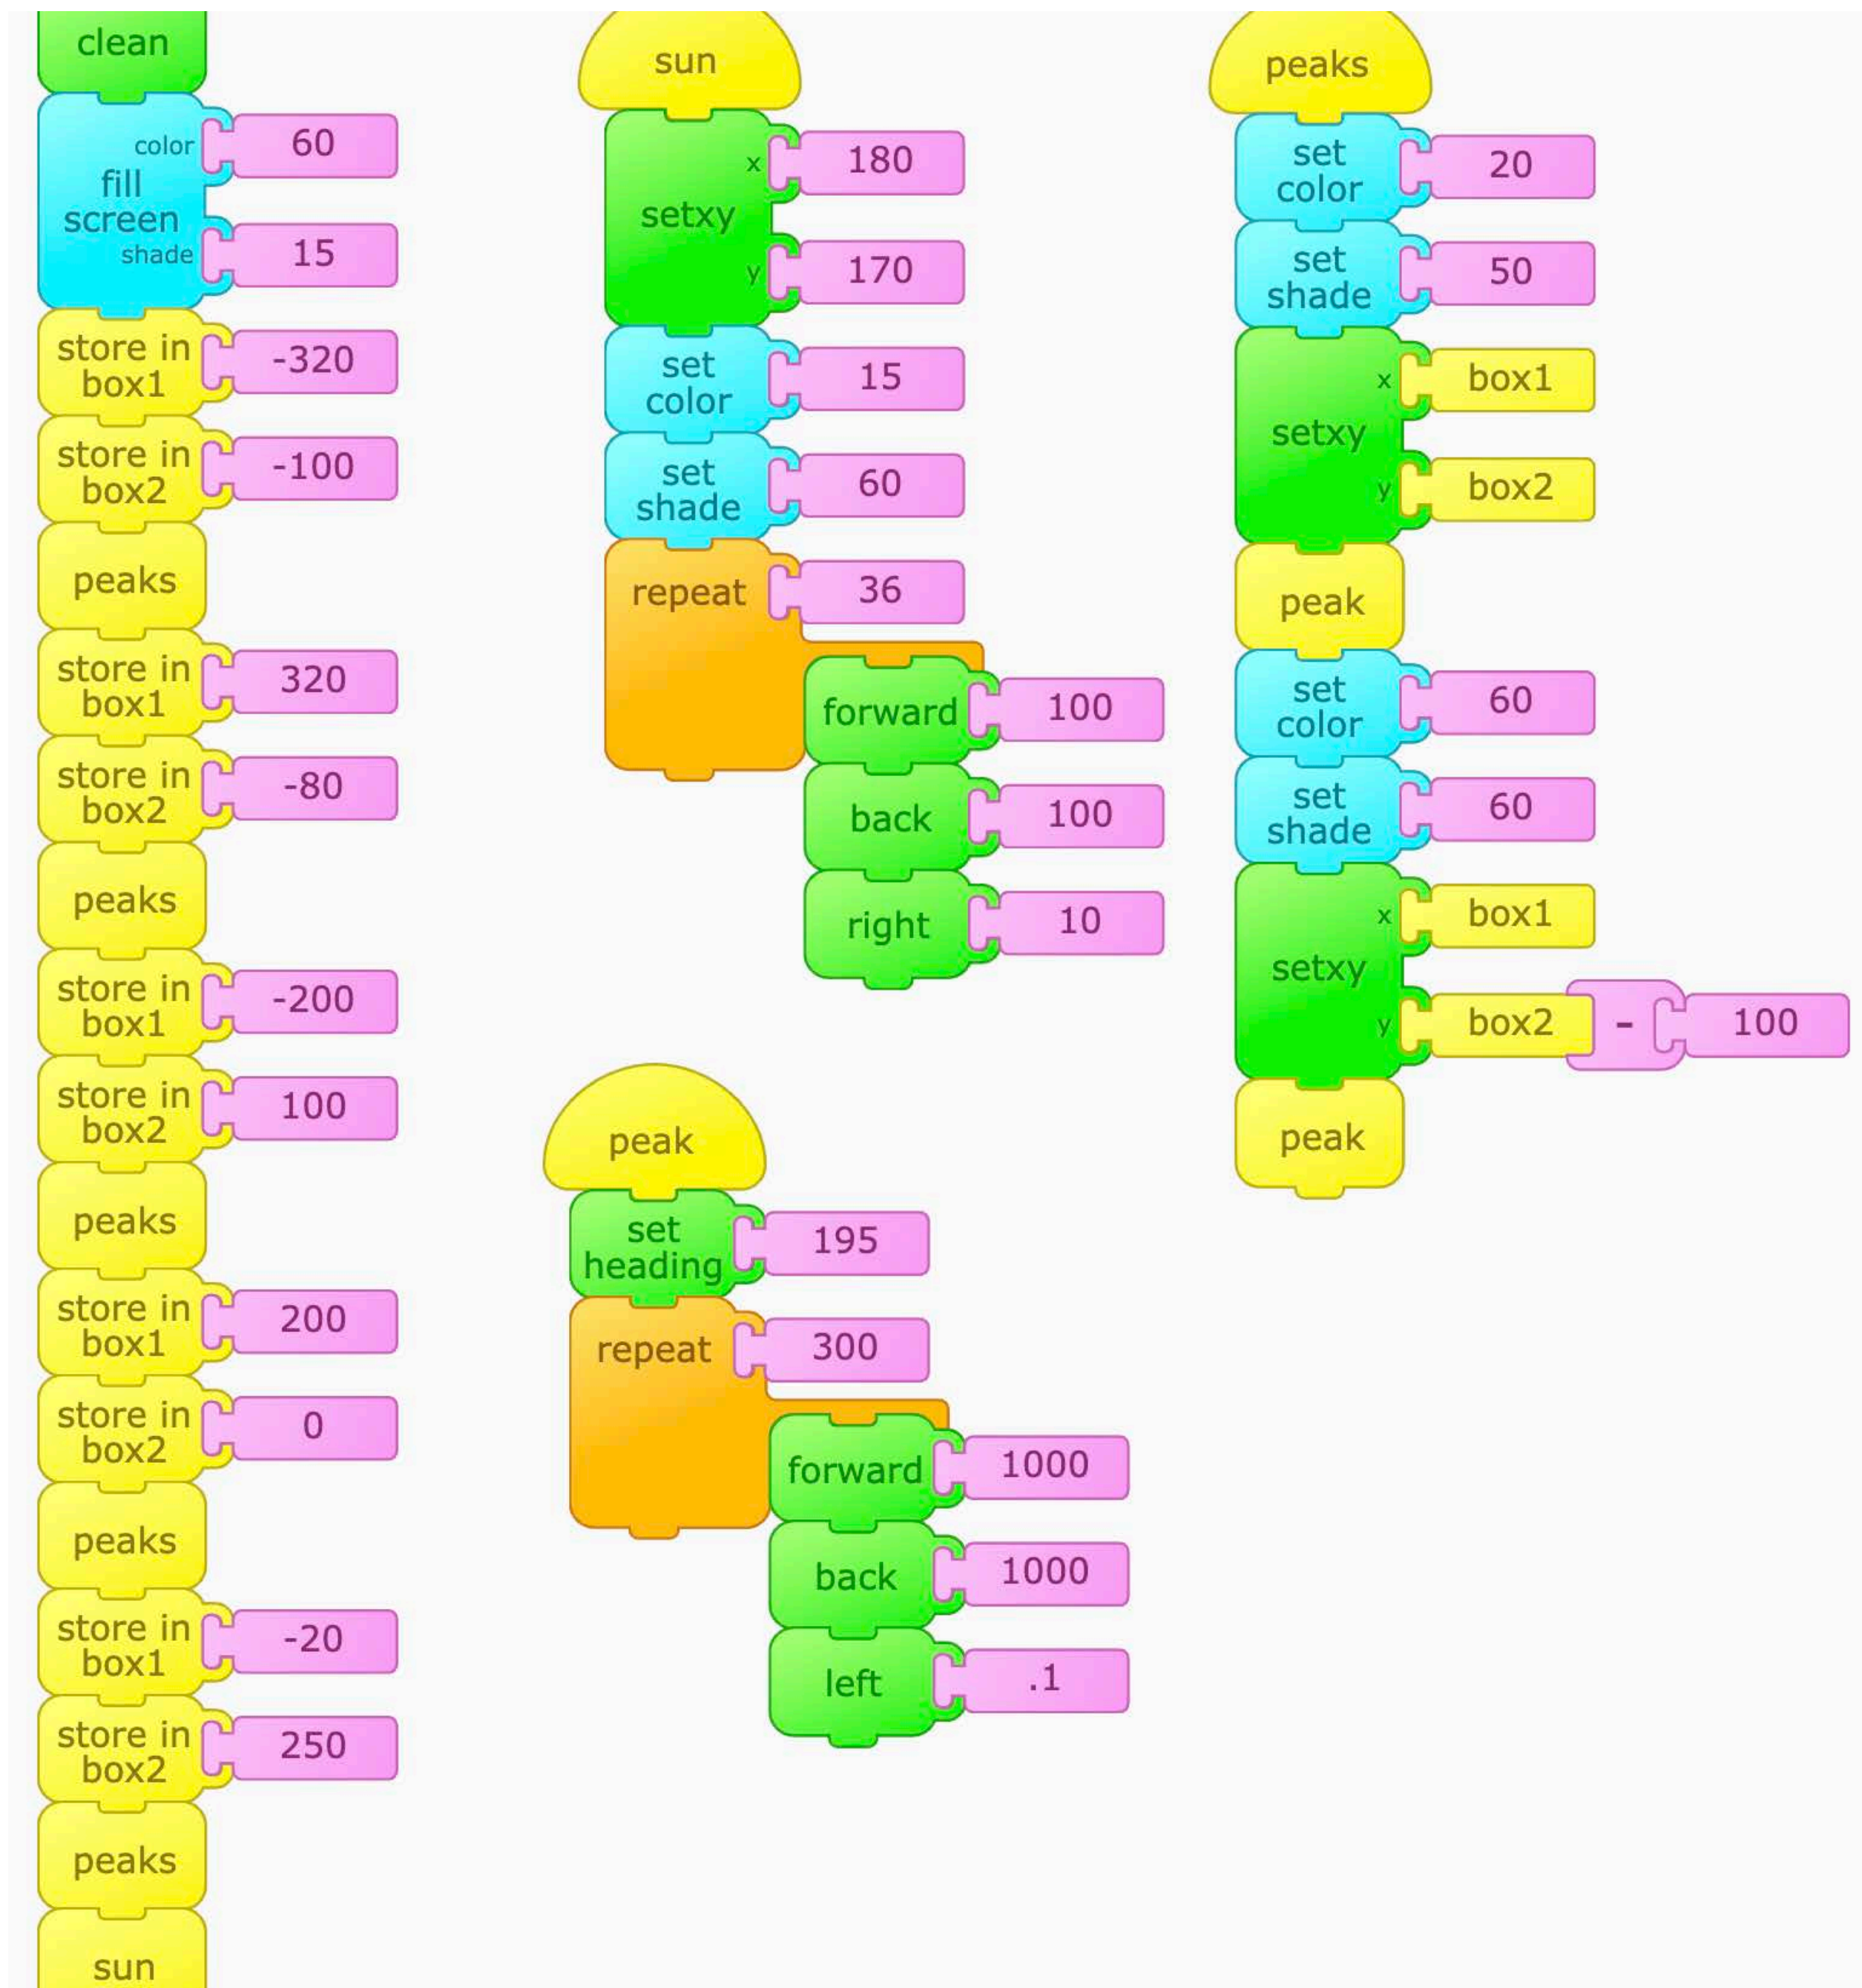 clean
color 60
fill
screen
shade 15
store in
box1 -320
store in
box2 -100
peaks
store in
box1 320
store in
box2 -80
peaks
store in
box1 -200
store in
box2 100
peaks
store in
box1 200
store in
box2 0
peaks
store in
box1 -20
store in
box2 250
peaks
sun
sun
x 180
setxy
y 170
set
color 15
set
shade 60
repeat 36
forward 100
back 100
right 10
peak
set
heading 195
repeat 300
forward 1000
back 1000
left .1
peaks
set
color 20
set
shade 50
x box1
setxy
y box2
peak
set
color 60
set
shade 60
x box1
setxy
y box2 - 100
peak